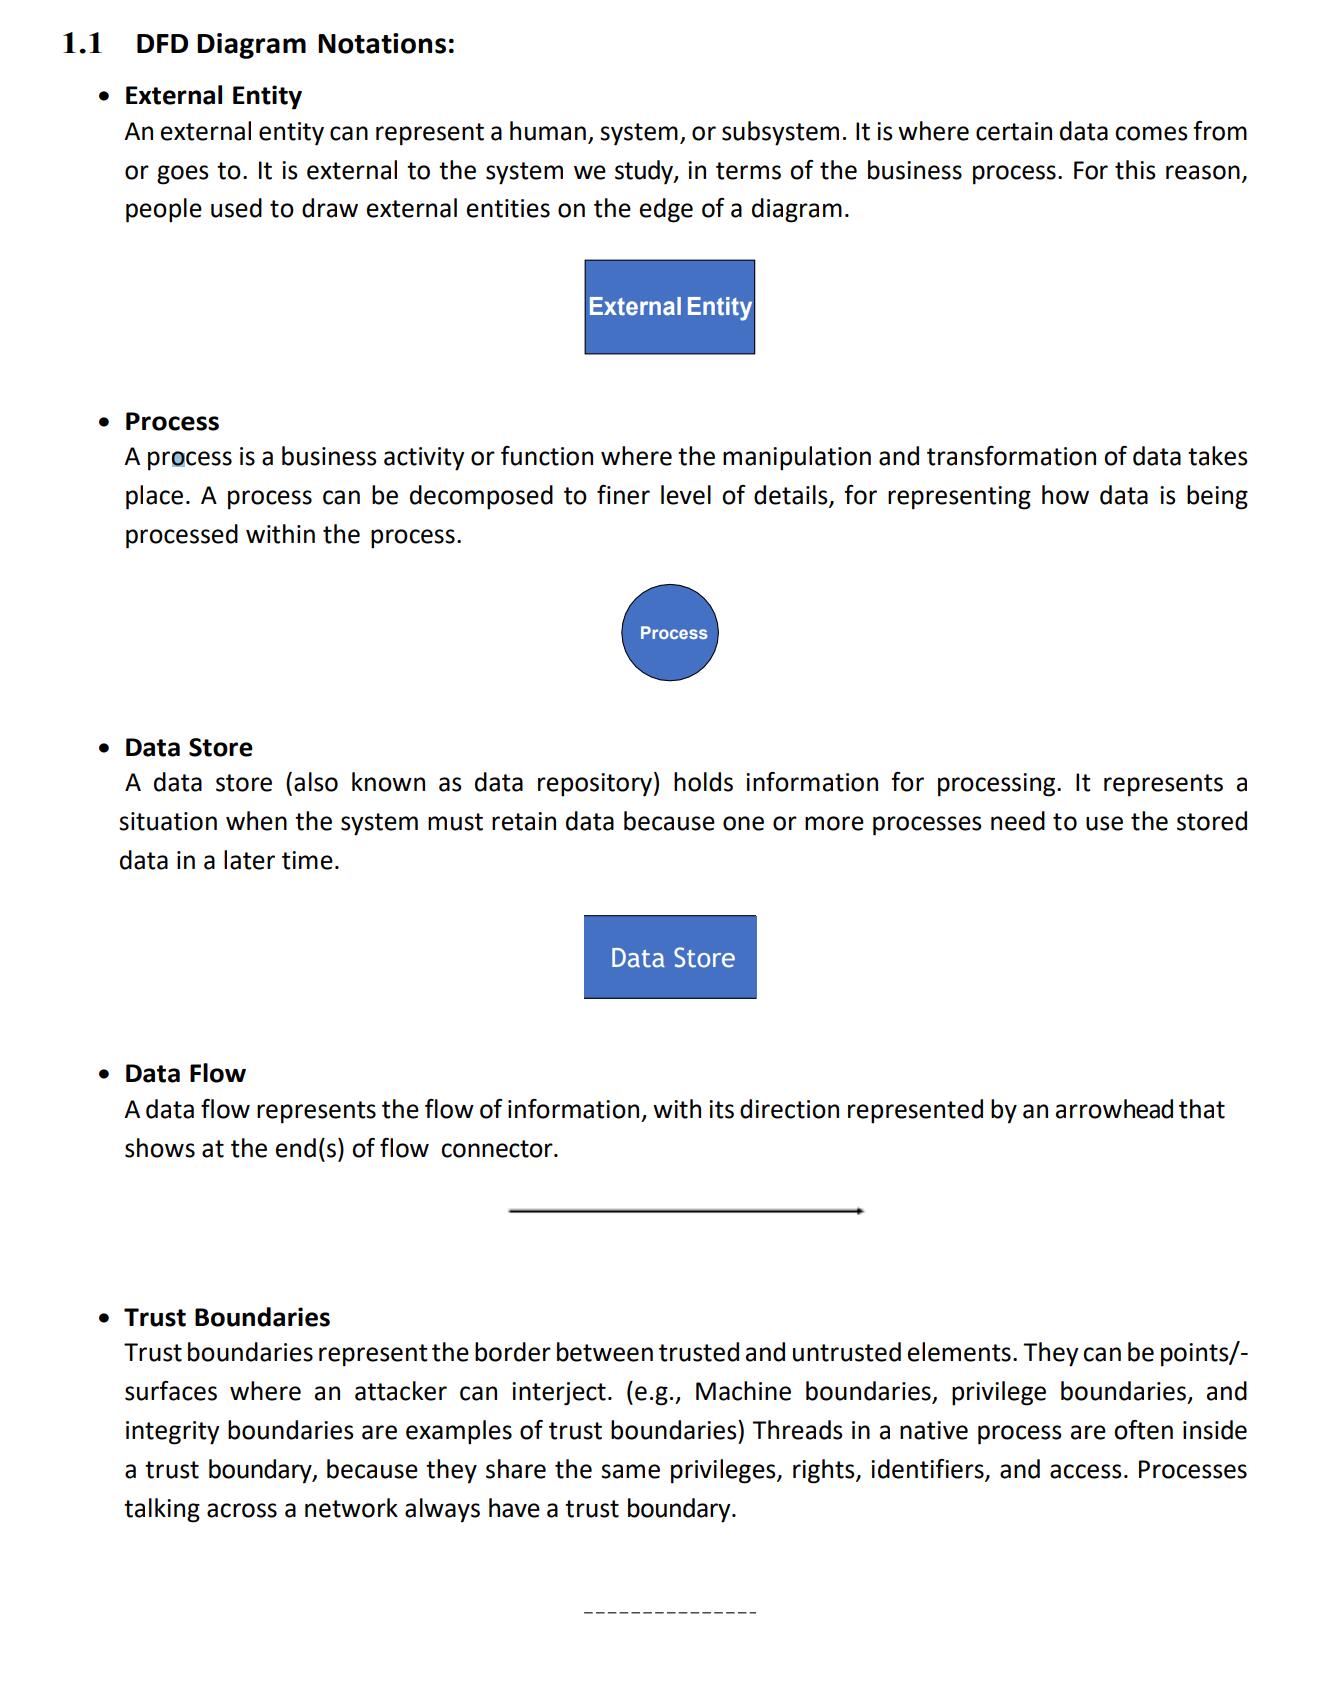 1.1 DFD Diagram Notations:
• External Entity
An external entity can represent a human, system, or subsystem. It is where certain data comes from
or goes to. It is external to the system we study, in terms of the business process. For this reason,
people used to draw external entities on the edge of a diagram.
External Entity
• Process
A process is a business activity or function where the manipulation and transformation of data takes
place. A process can be decomposed to finer level of details, for representing how data is being
processed within the process.
Process
• Data Store
A data store (also known as data repository) holds information for processing. It represents a
situation when the system must retain data because one or more processes need to use the stored
data in a later time.
Data Store
• Data Flow
A data flow represents the flow of information, with its direction represented by an arrowhead that
shows at the end(s) of flow connector.
• Trust Boundaries
Trust boundaries represent the border between trusted and untrusted elements. They can be points/-
surfaces where an attacker can interject. (e.g., Machine boundaries, privilege boundaries, and
integrity boundaries are examples of trust boundaries) Threads in a native process are often inside
a trust boundary, because they share the same privileges, rights, identifiers, and access. Processes
talking across a network always have a trust boundary.